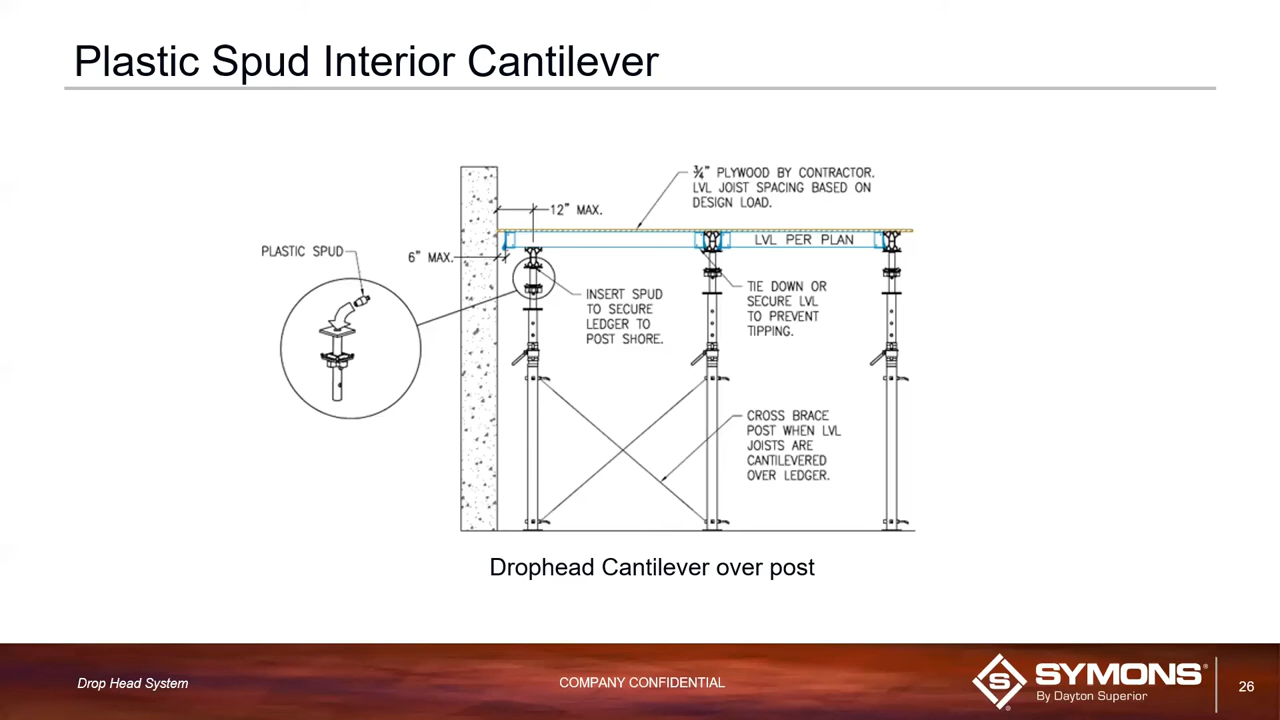 Plastic Spud Interior Cantilever
¾" PLYWOOD BY CONTRACTOR.
LVL JOIST SPACING BASED ON
DESIGN LOAD.
12" MAX.
LVL PER PLAN
PLASTIC SPUD
6" MAX.
INSERT SPUD
TO SECURE
LEDGER TO
POST SHORE.
TIE DOWN OR
SECURE LVL
TO PREVENT
TIPPING.
CROSS BRACE
POST WHEN LVL
JOISTS ARE
CANTILEVERED
OVER LEDGER.
Drophead Cantilever over post
Drop Head System
COMPANY CONFIDENTIAL
S
SYMONS®
By Dayton Superior
®
26